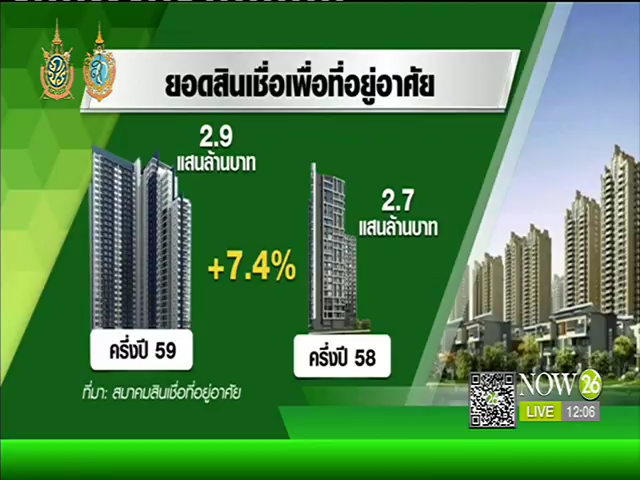 ยอดสินเชื่อเพื่อที่อยู่อาศัย
2.9
แสนล้านบาท
2.7
แสนล้านบาท
+7.4%
ครึ่งปี 59
ครึ่งปี 58
ที่มา: สมาคมสินเชื่อที่อยู่อาศัย
NOW 26
LIVE 12:06